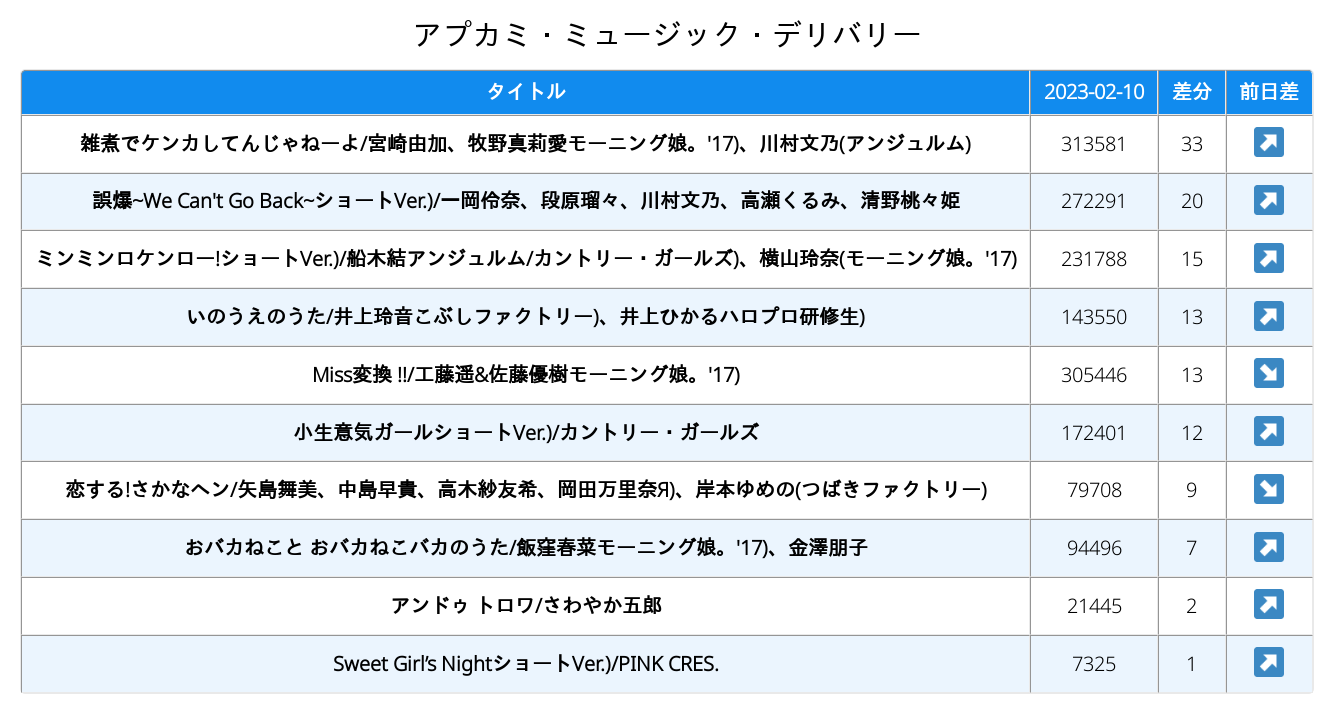 アプカミ・ミュージック・デリバリー
タイトル 2023-02-10 差分 前日差
雑煮でケンカしてんじゃねーよ/宮崎由加、牧野真莉愛モーニング娘。'17)、川村文乃(アンジュルム) 313581 33
誤爆~We Can't Go Back~ショートVer.)/一岡伶奈、段原瑠々、川村文乃、高瀬くるみ、清野桃々姫 272291 20
ミンミンロケンロー!ショートVer.)/船木結アンジュルム/カントリー・ガールズ)、横山玲奈(モーニング娘。'17) 231788 15
いのうえのうた/井上玲音こぶしファクトリー)、井上ひかるハロプロ研修生) 143550 13
Miss変換 !!/工藤遥&佐藤優樹モーニング娘。'17) 305446 13
小生意気ガールショートVer.)/カントリー・ガールズ 172401 12
恋する!さかなヘン/矢島舞美、中島早貴、高木紗友希、岡田万里奈Я)、岸本ゆめの(つばきファクトリー) 79708 9
おバカねこと おバカねこバカのうた/飯窪春菜モーニング娘。'17)、金澤朋子 94496 7
アンドゥ トロワ/さわやか五郎 21445 2
Sweet Girl’s NightショートVer.)/PINK CRES. 7325 1